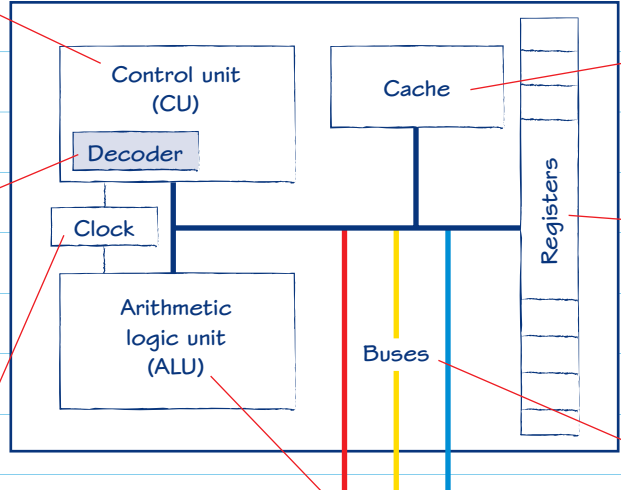 Control unit
(CU)
Decoder
Clock
Arithmetic
logic unit
(ALU)
Cache
Buses
Registers